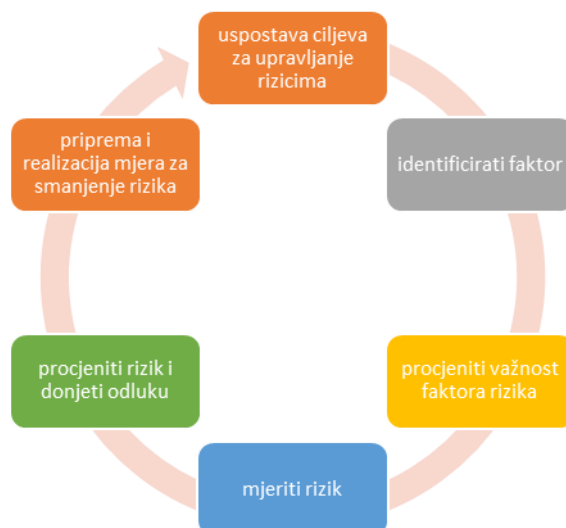 uspostava ciljeva
za upravljanje
rizicima
identificirati faktor
procjeniti važnost
faktora rizika
mjeriti rizik
procjeniti rizik i
donjeti odluku
priprema i
realizacija mjera za
smanjenje rizika